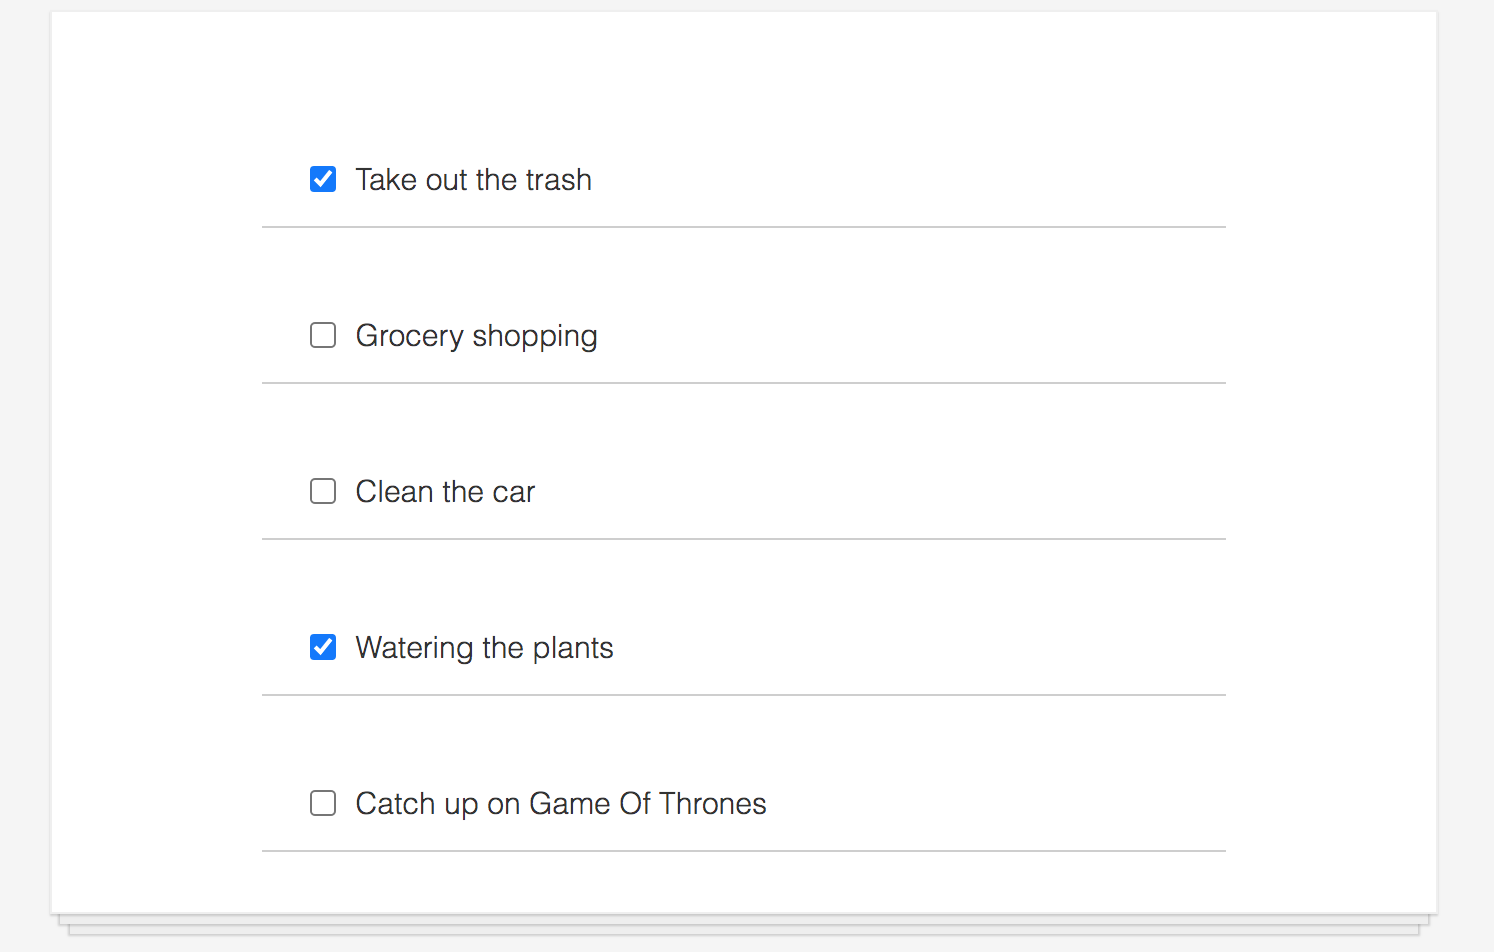 Take out the trash
Grocery shopping
Clean the car
Watering the plants
Catch up on Game Of Thrones